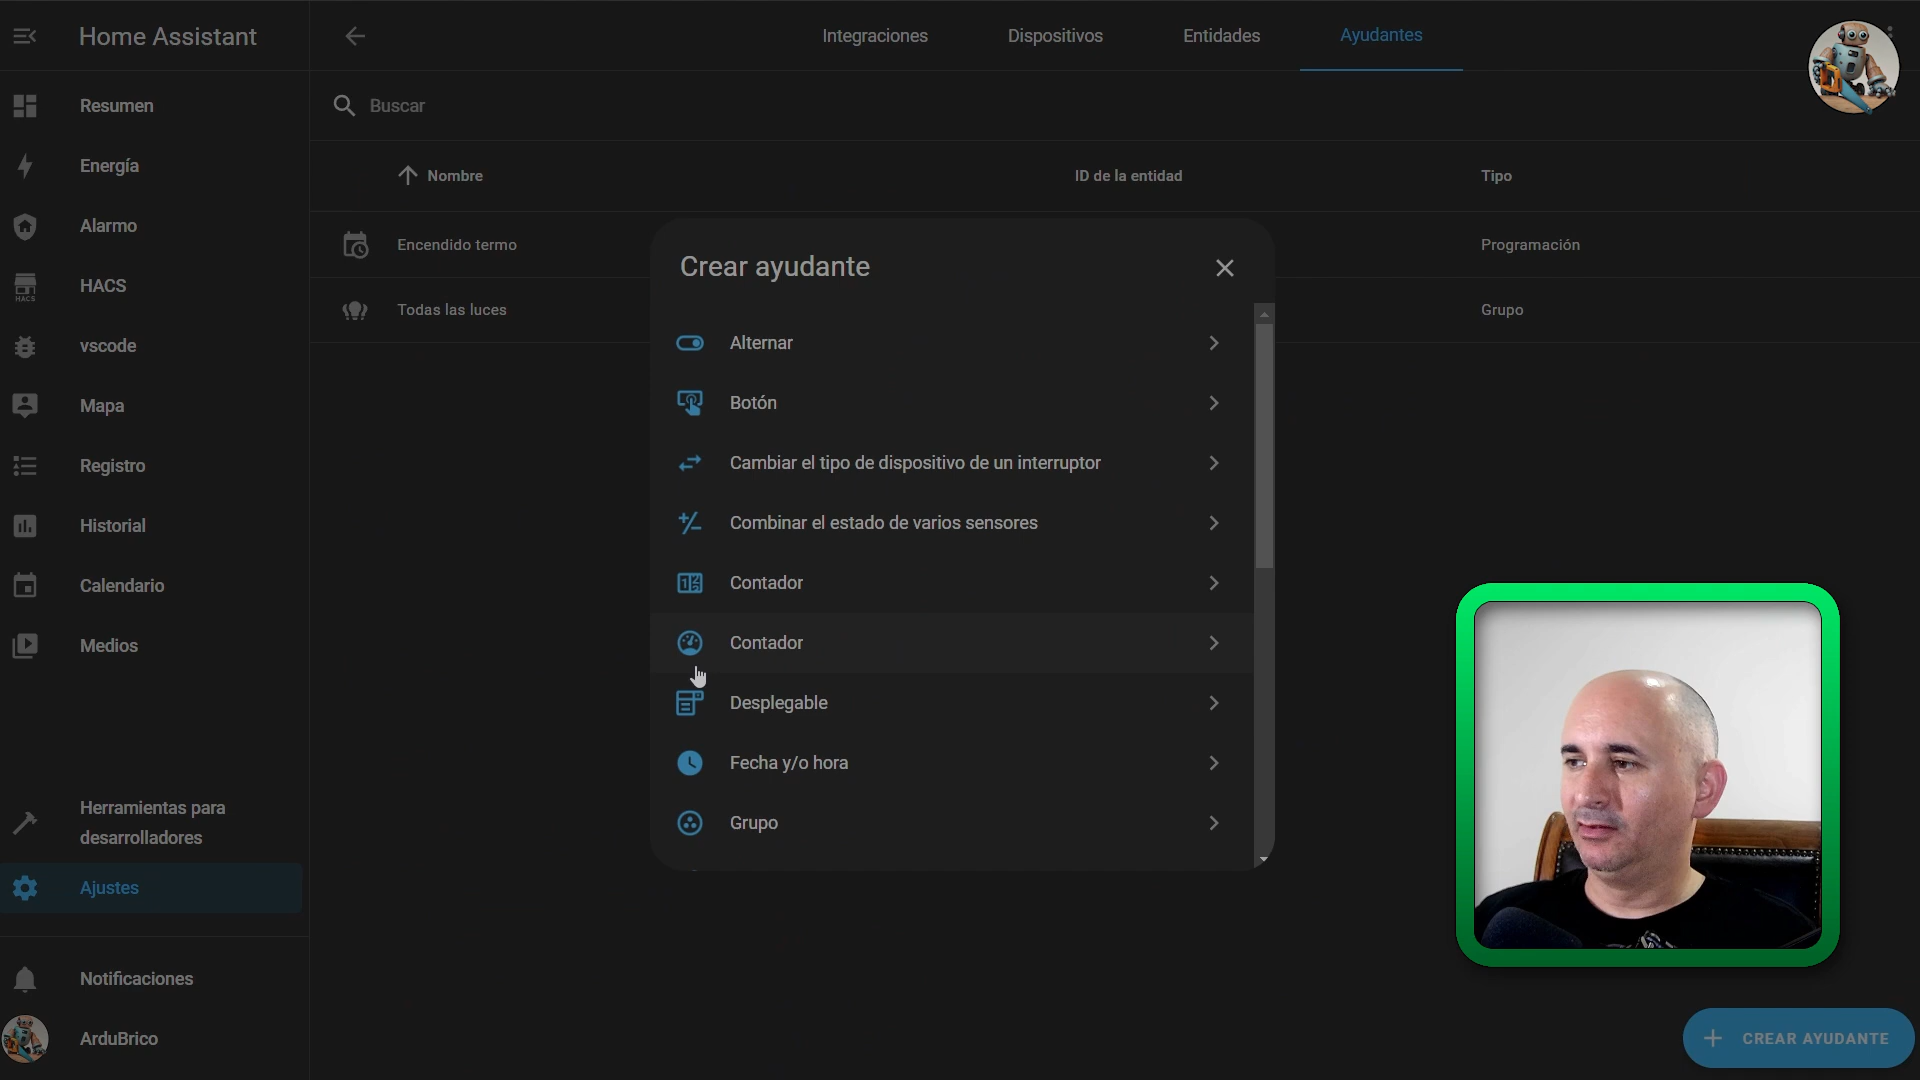 Home Assistant
Integraciones
Dispositivos
Entidades
Ayudantes
Resumen
Energía
Alarmo
HACS
HACS
vscode
Mapa
Registro
Historial
Calendario
Medios
Herramientas para
desarrolladores
Ajustes
Notificaciones
ArduBrico
Buscar
Nombre
ID de la entidad
Tipo
Encendido termo
Programación
Todas las luces
Grupo
Crear ayudante
Alternar
Botón
Cambiar el tipo de dispositivo de un interruptor
Combinar el estado de varios sensores
Contador
Contador
Desplegable
Fecha y/o hora
Grupo
CREAR AYUDANTE